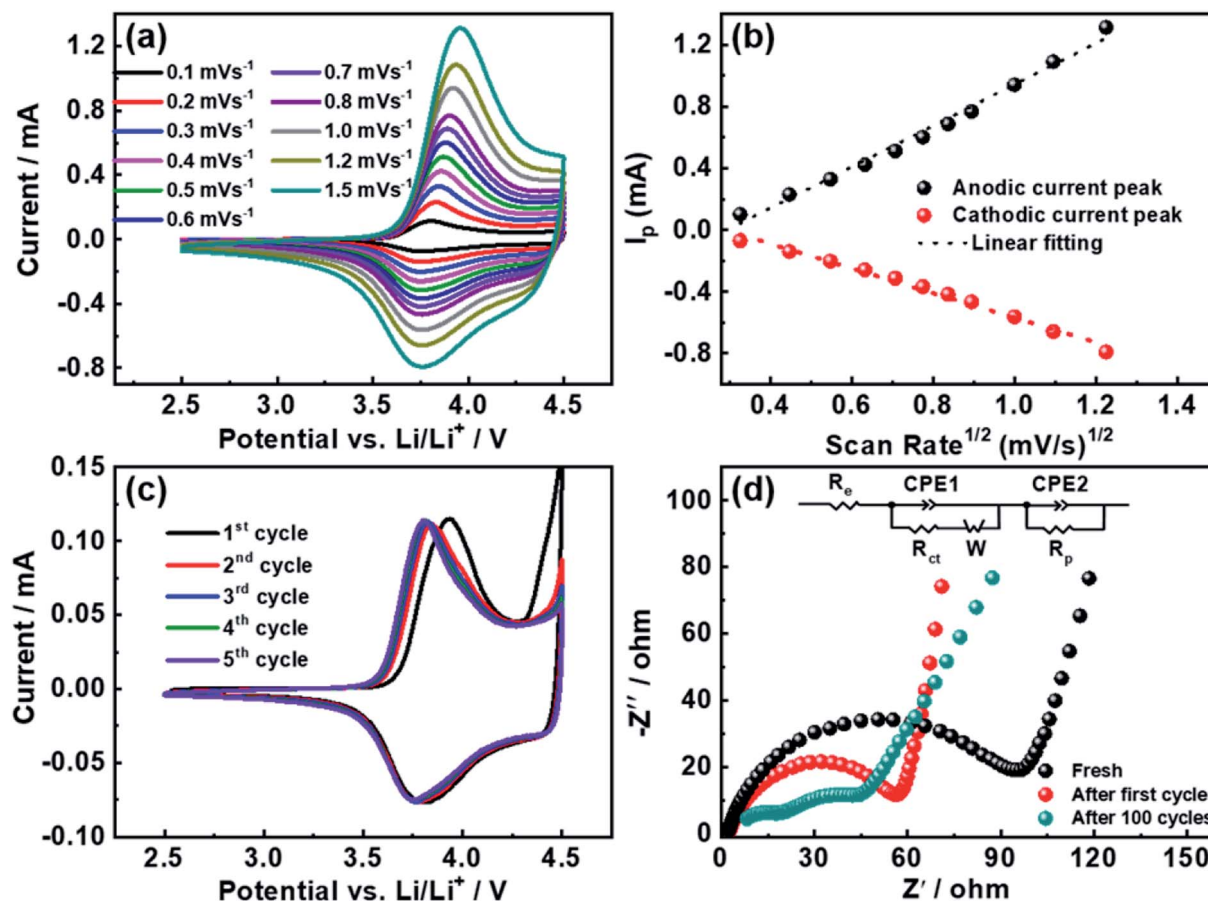 (a)
1.2
0.8
0.4
0.0
-0.4
-0.8
Current / mA
0.1 mVs⁻¹
0.2 mVs⁻¹
0.3 mVs⁻¹
0.4 mVs⁻¹
0.5 mVs⁻¹
0.6 mVs⁻¹
0.7 mVs⁻¹
0.8 mVs⁻¹
1.0 mVs⁻¹
1.2 mVs⁻¹
1.5 mVs⁻¹
2.5 3.0 3.5 4.0 4.5
Potential vs. Li/Li⁺ / V
(b)
1.2
0.8
0.4
0.0
-0.4
-0.8
Iₚ (mA)
Anodic current peak
Cathodic current peak
Linear fitting
0.4 0.6 0.8 1.0 1.2 1.4
Scan Rate¹ᐟ² (mV/s)¹ᐟ²
(c)
0.15
0.10
0.05
0.00
-0.05
-0.10
Current / mA
1ˢᵗ cycle
2ⁿᵈ cycle
3ʳᵈ cycle
4ᵗʰ cycle
5ᵗʰ cycle
2.5 3.0 3.5 4.0 4.5
Potential vs. Li/Li⁺ / V
(d)
Rₑ CPE1 CPE2
R_ct W Rₚ
100
80
60
40
20
0
-Z′′ / ohm
Fresh
After first cycle
After 100 cycles
0 30 60 90 120 150
Z′ / ohm